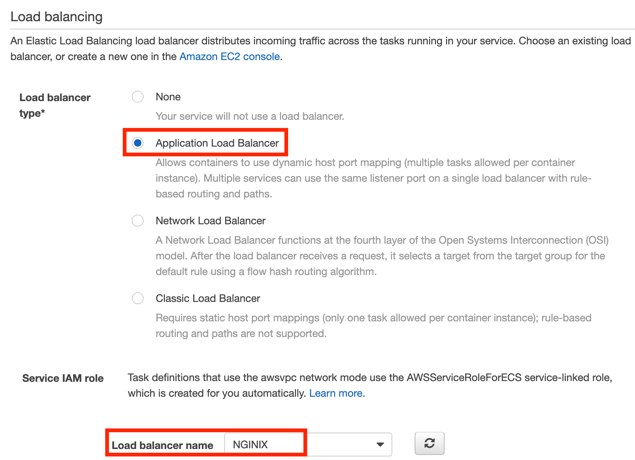 Load balancing
An Elastic Load Balancing load balancer distributes incoming traffic across the tasks running in your service. Choose an existing load
balancer, or create a new one in the Amazon EC2 console.
Load balancer
type*
None
Your service will not use a load balancer.
Application Load Balancer
Allows containers to use dynamic host port mapping (multiple tasks allowed per container
instance). Multiple services can use the same listener port on a single load balancer with rule-
based routing and paths.
Network Load Balancer
A Network Load Balancer functions at the fourth layer of the Open Systems Interconnection (OSI)
model. After the load balancer receives a request, it selects a target from the target group for the
default rule using a flow hash routing algorithm.
Classic Load Balancer
Requires static host port mappings (only one task allowed per container instance); rule-based
routing and paths are not supported.
Service IAM role
Task definitions that use the awsvpc network mode use the AWSServiceRoleForECS service-linked role,
which is created for you automatically. Learn more.
Load balancer name NGINIX